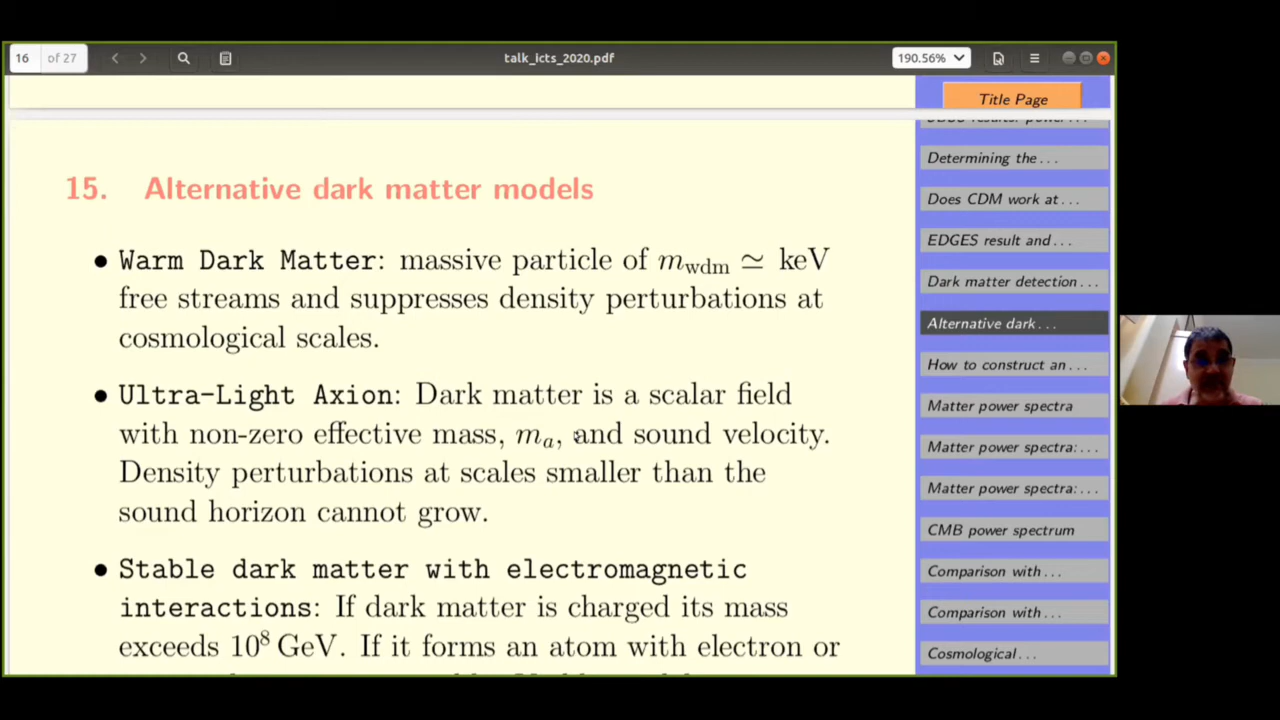 16 of 27
talk_icts_2020.pdf
190.56%
Title Page
Determining the . . .
Does CDM work at . . .
EDGES result and . . .
Dark matter detection . . .
Alternative dark . . .
How to construct an . . .
Matter power spectra
Matter power spectra: . . .
Matter power spectra: . . .
CMB power spectrum
Comparison with . . .
Comparison with . . .
Cosmological . . .
15. Alternative dark matter models
• Warm Dark Matter: massive particle of m_wdm ≃ keV
free streams and suppresses density perturbations at
cosmological scales.
• Ultra-Light Axion: Dark matter is a scalar field
with non-zero effective mass, m_a, and sound velocity.
Density perturbations at scales smaller than the
sound horizon cannot grow.
• Stable dark matter with electromagnetic
interactions: If dark matter is charged its mass
exceeds 10⁸ GeV. If it forms an atom with electron or